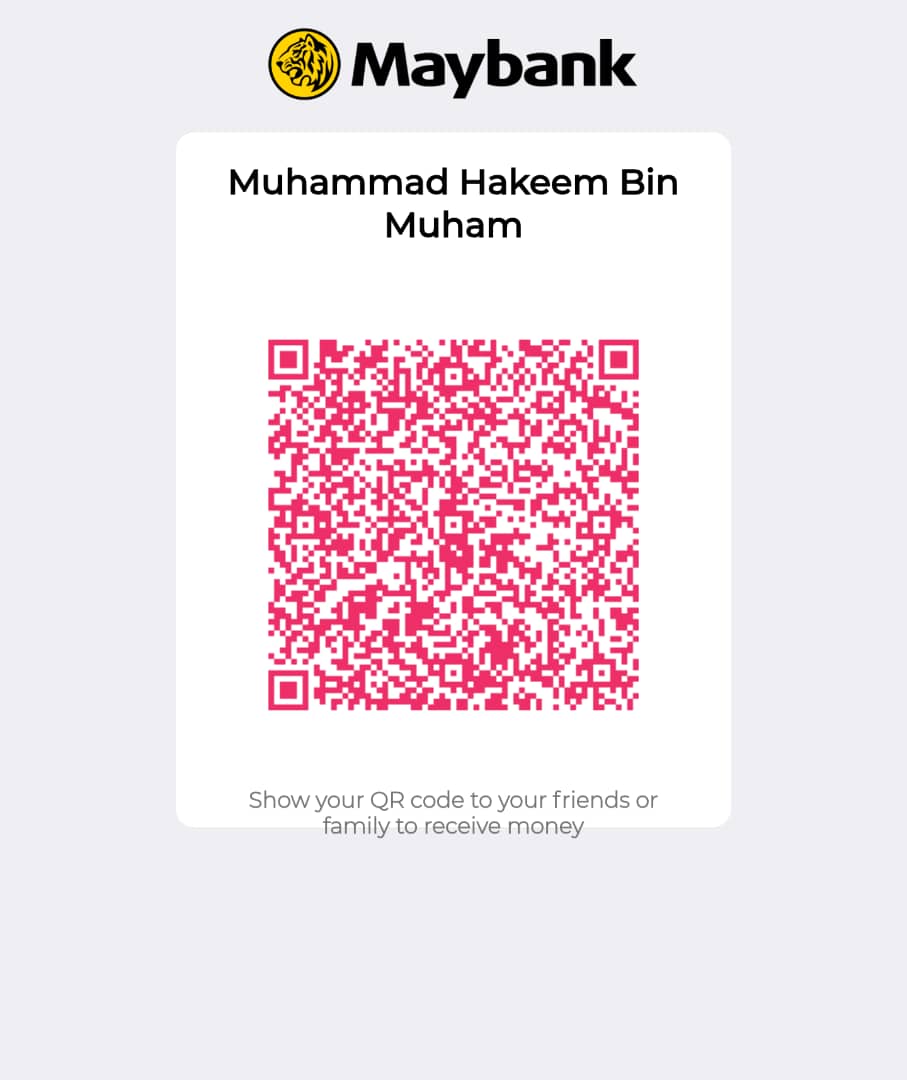 Maybank
Muhammad Hakeem Bin
Muham
Show your QR code to your friends or
family to receive money